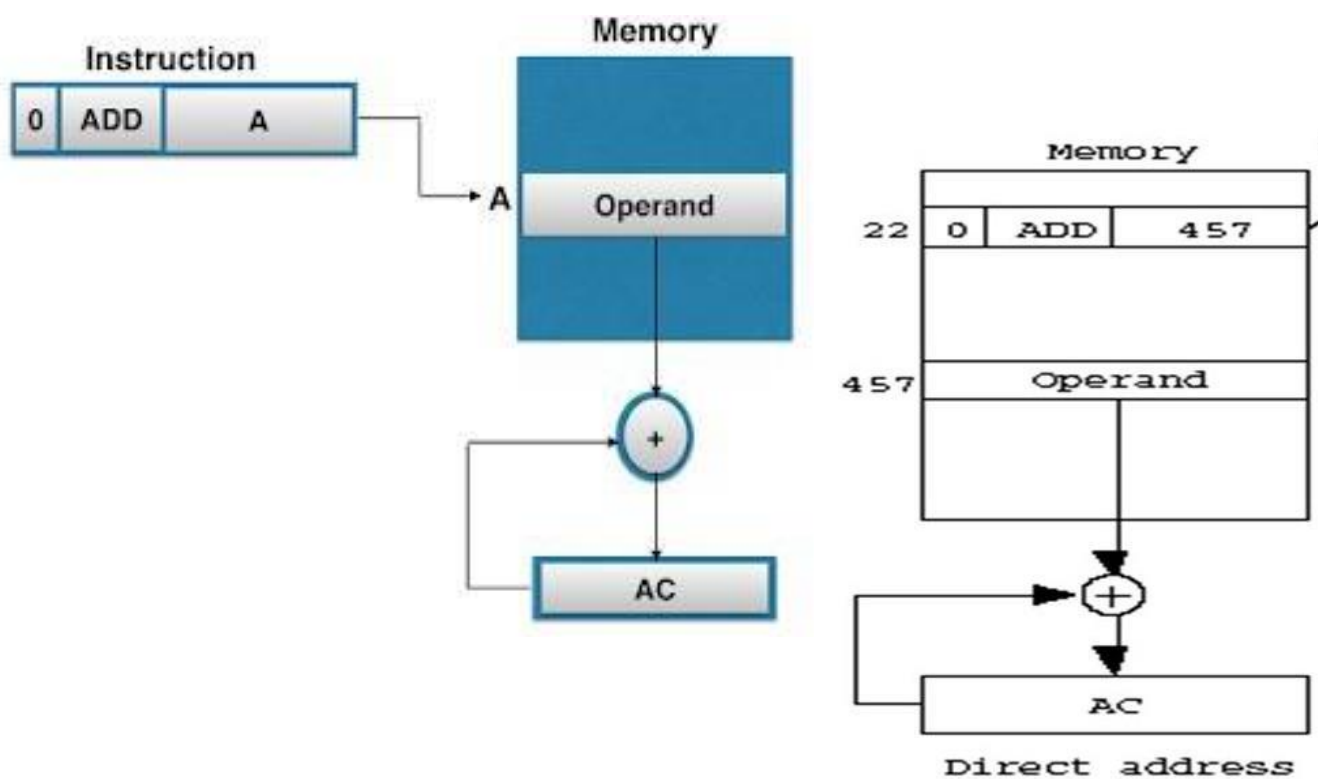 Instruction
0 ADD A
Memory
A Operand
+
AC
Memory
22 0 ADD 457
457 Operand
+
AC
Direct address